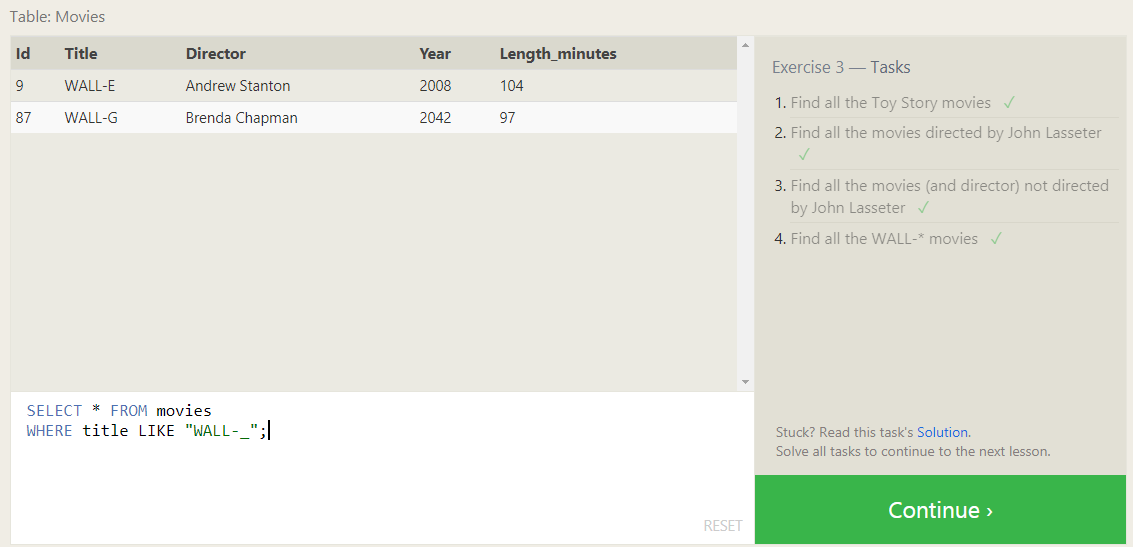 Table: Movies
Id Title Director Year Length_minutes
9 WALL-E Andrew Stanton 2008 104
87 WALL-G Brenda Chapman 2042 97
SELECT * FROM movies
WHERE title LIKE "WALL-_";
RESET
Exercise 3 — Tasks
1. Find all the Toy Story movies ✓
2. Find all the movies directed by John Lasseter
✓
3. Find all the movies (and director) not directed
by John Lasseter ✓
4. Find all the WALL-* movies ✓
Stuck? Read this task's Solution.
Solve all tasks to continue to the next lesson.
Continue ›